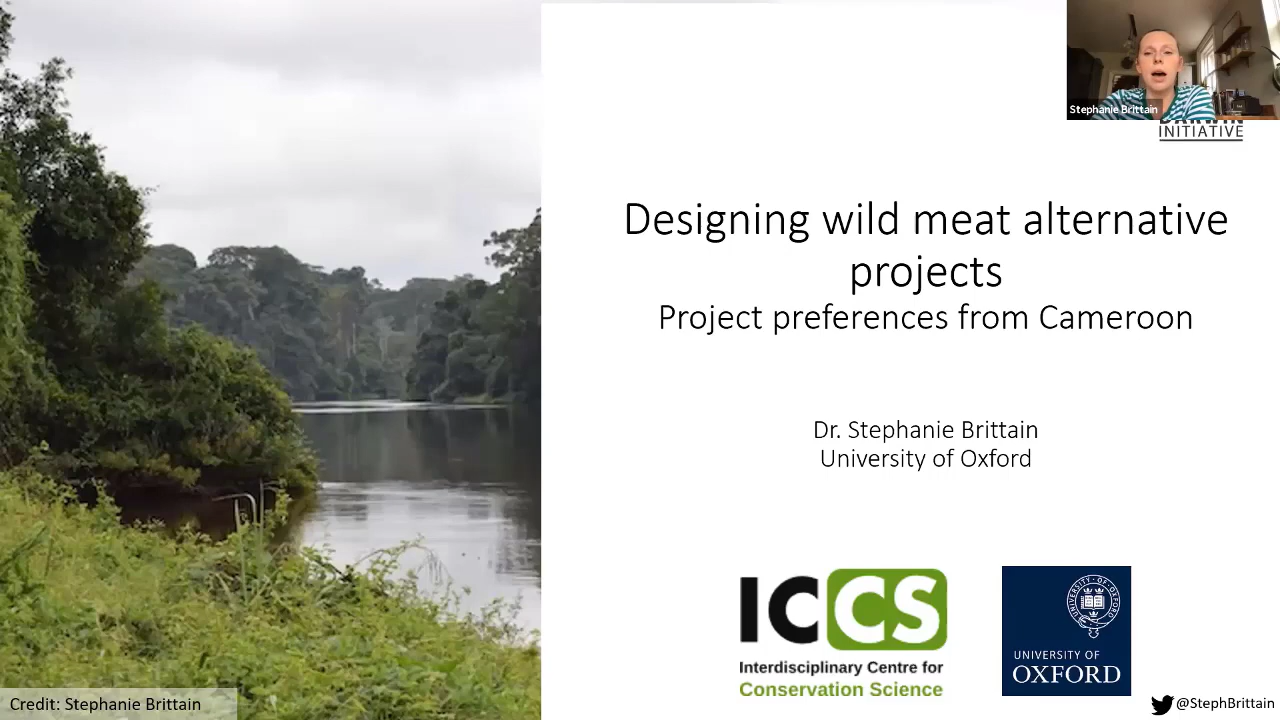 Stephanie Brittain
INITIATIVE
Designing wild meat alternative
projects
Project preferences from Cameroon
Dr. Stephanie Brittain
University of Oxford
ICCS
Interdisciplinary Centre for
Conservation Science
UNIVERSITY OF
OXFORD
Credit: Stephanie Brittain
@StephBrittain